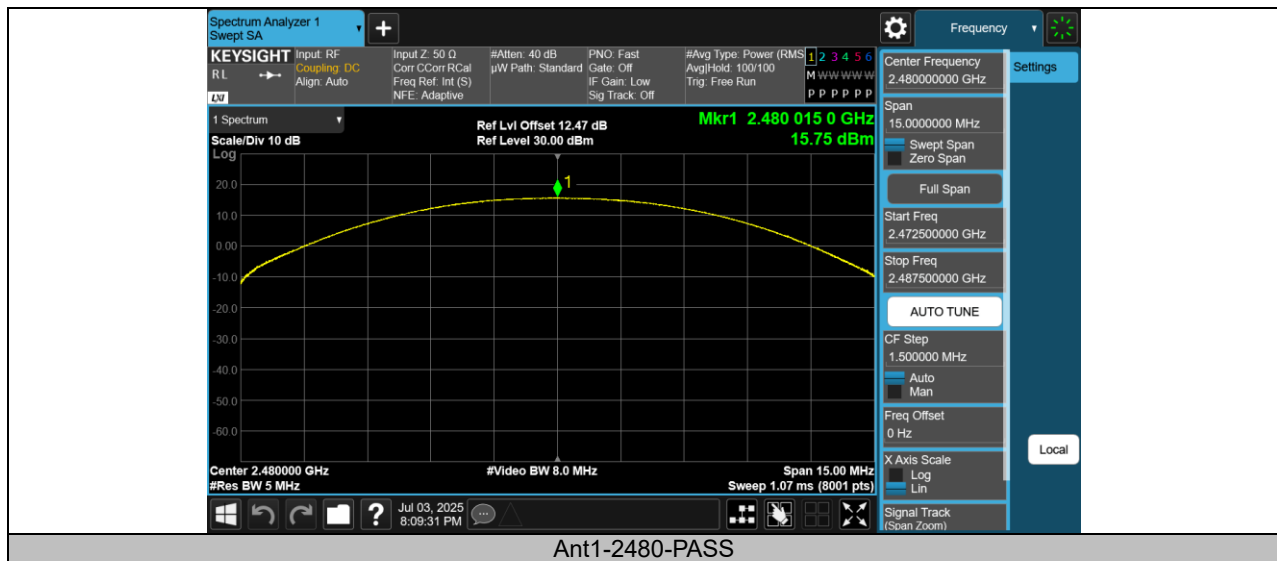 Spectrum Analyzer 1
Swept SA
+
Frequency
KEYSIGHT
RL
LXI
Input: RF
Coupling: DC
Align: Auto
Input Z: 50 Ω
Corr CCorr RCal
Freq Ref: Int (S)
NFE: Adaptive
#Atten: 40 dB
µW Path: Standard
PNO: Fast
Gate: Off
IF Gain: Low
Sig Track: Off
#Avg Type: Power (RMS
Avg|Hold: 100/100
Trig: Free Run
1 2 3 4 5 6
M W W W W W
P P P P P P
1 Spectrum
Scale/Div 10 dB
Log
Ref Lvl Offset 12.47 dB
Ref Level 30.00 dBm
Mkr1 2.480 015 0 GHz
15.75 dBm
1
20.0
10.0
0.00
-10.0
-20.0
-30.0
-40.0
-50.0
-60.0
Center 2.480000 GHz
#Res BW 5 MHz
#Video BW 8.0 MHz
Span 15.00 MHz
Sweep 1.07 ms (8001 pts)
Center Frequency
2.480000000 GHz
Span
15.0000000 MHz
Swept Span
Zero Span
Full Span
Start Freq
2.472500000 GHz
Stop Freq
2.487500000 GHz
AUTO TUNE
CF Step
1.500000 MHz
Auto
Man
Freq Offset
0 Hz
X Axis Scale
Log
Lin
Signal Track
(Span Zoom)
Settings
Local
?
Jul 03, 2025
8:09:31 PM
Ant1-2480-PASS